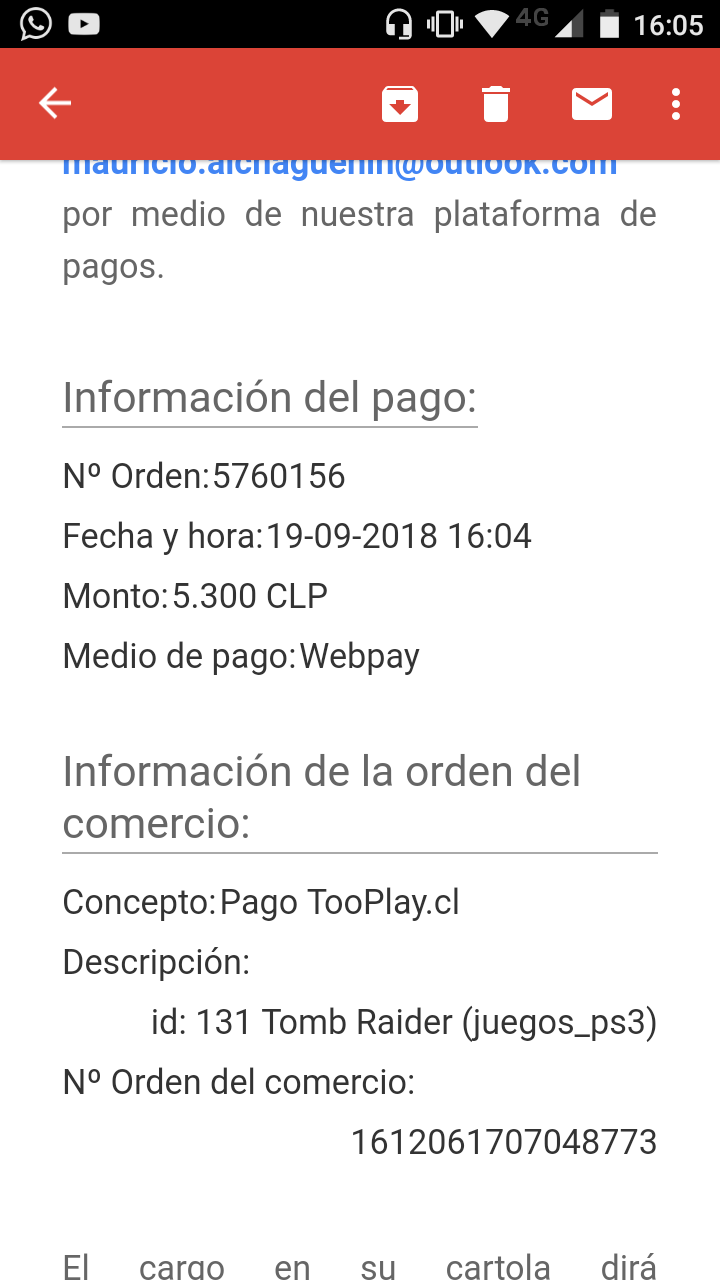 4G 16:05
por medio de nuestra plataforma de
pagos.
Información del pago:
Nº Orden:5760156
Fecha y hora:19-09-2018 16:04
Monto:5.300 CLP
Medio de pago:Webpay
Información de la orden del
comercio:
Concepto:Pago TooPlay.cl
Descripción:
id: 131 Tomb Raider (juegos_ps3)
Nº Orden del comercio:
1612061707048773
El cargo en su cartola dirá